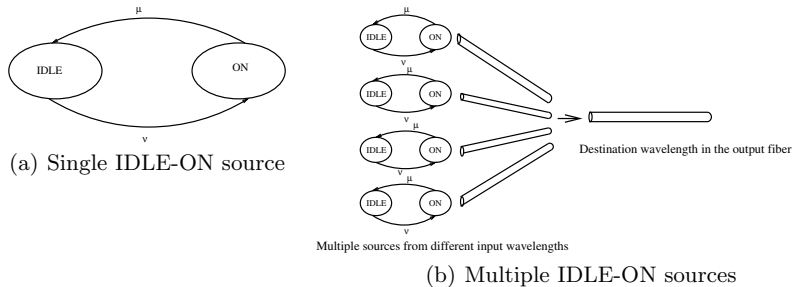 μ
IDLE
ON
ν
(a) Single IDLE-ON source
μ
IDLE
ON
ν
μ
IDLE
ON
ν
μ
IDLE
ON
ν
μ
IDLE
ON
ν
Destination wavelength in the output fiber
Multiple sources from different input wavelengths
(b) Multiple IDLE-ON sources